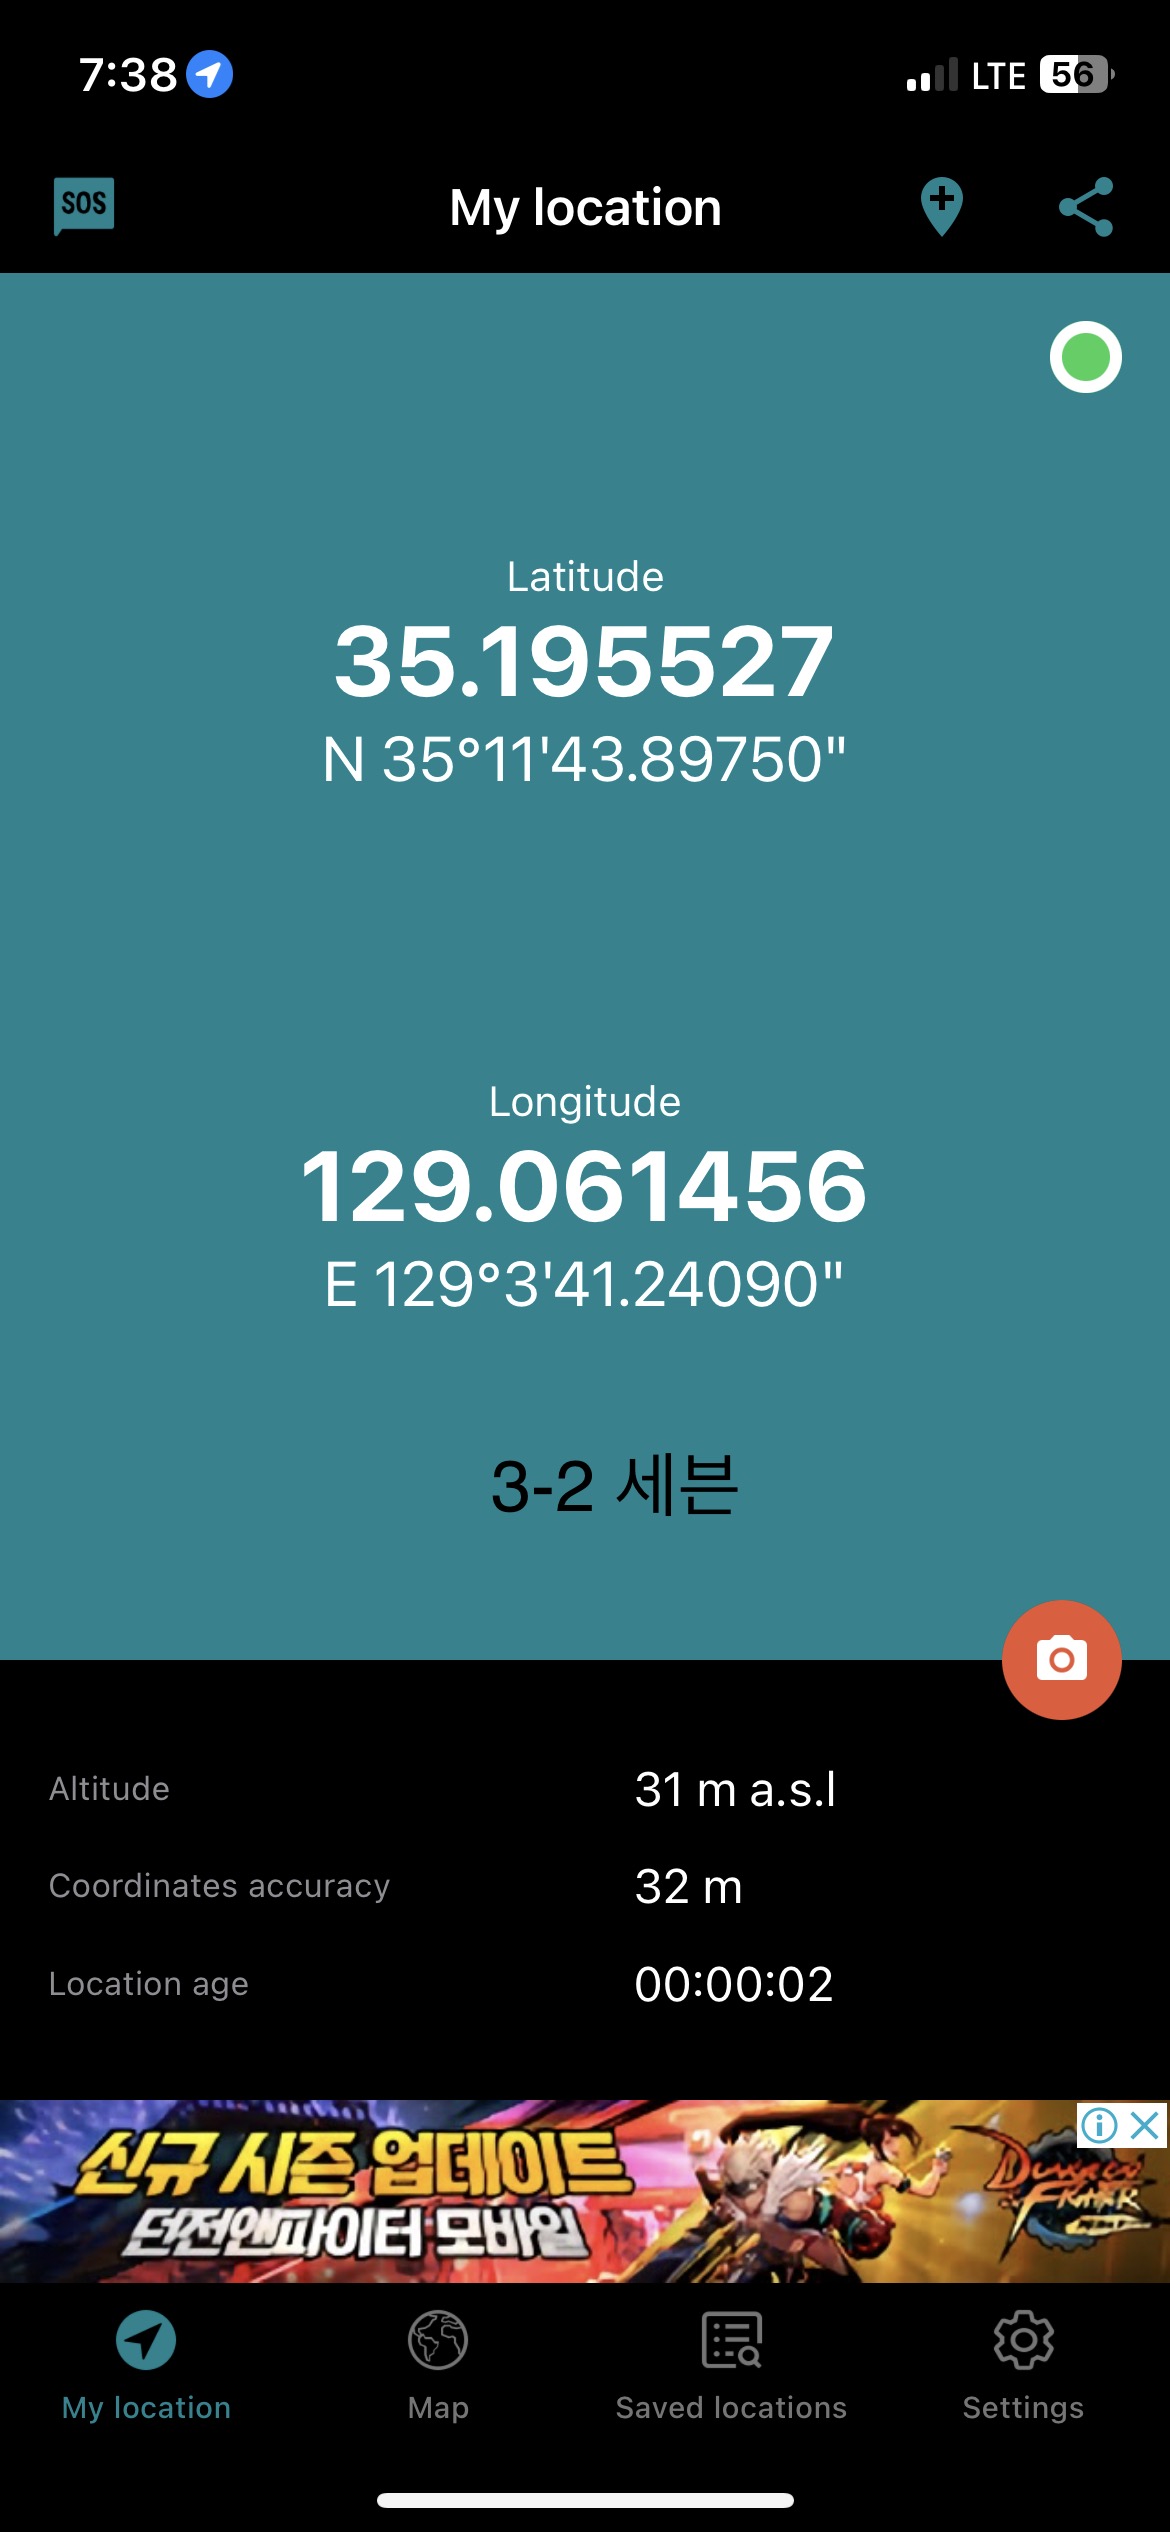 7:38 LTE 56
SOS My location
Latitude
35.195527
N 35°11'43.89750"
Longitude
129.061456
E 129°3'41.24090"
3-2 세븐
Altitude 31 m a.s.l
Coordinates accuracy 32 m
Location age 00:00:02
신규 시즌 업데이트
던전앤파이터 모바일
My location Map Saved locations Settings